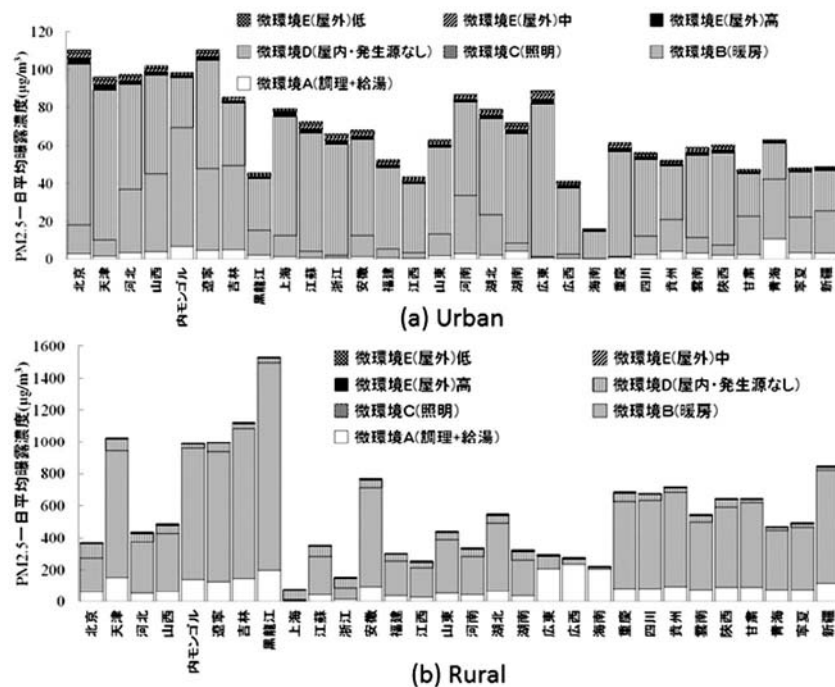 微環境E(屋外)低 微環境E(屋外)中 微環境E(屋外)高
微環境D(屋内・発生源なし) 微環境C(照明) 微環境B(暖房)
微環境A(調理+給湯)
PM2.5一日平均曝露濃度(μg/m³)
120
100
80
60
40
20
0
北京 天津 河北 山西 内モンゴル 遼寧 吉林 黒龍江 上海 江蘇 浙江 安徽 福建 江西 山東 河南 湖北 湖南 広東 広西 海南 重慶 四川 貴州 雲南 陝西 甘粛 青海 寧夏 新疆
(a) Urban
微環境E(屋外)低 微環境E(屋外)中
微環境E(屋外)高 微環境D(屋内・発生源なし)
微環境C(照明) 微環境B(暖房)
微環境A(調理+給湯)
PM2.5一日平均曝露濃度(μg/m³)
1600
1400
1200
1000
800
600
400
200
0
北京 天津 河北 山西 内モンゴル 遼寧 吉林 黒龍江 上海 江蘇 浙江 安徽 福建 江西 山東 河南 湖北 湖南 広東 広西 海南 重慶 四川 貴州 雲南 陝西 甘粛 青海 寧夏 新疆
(b) Rural